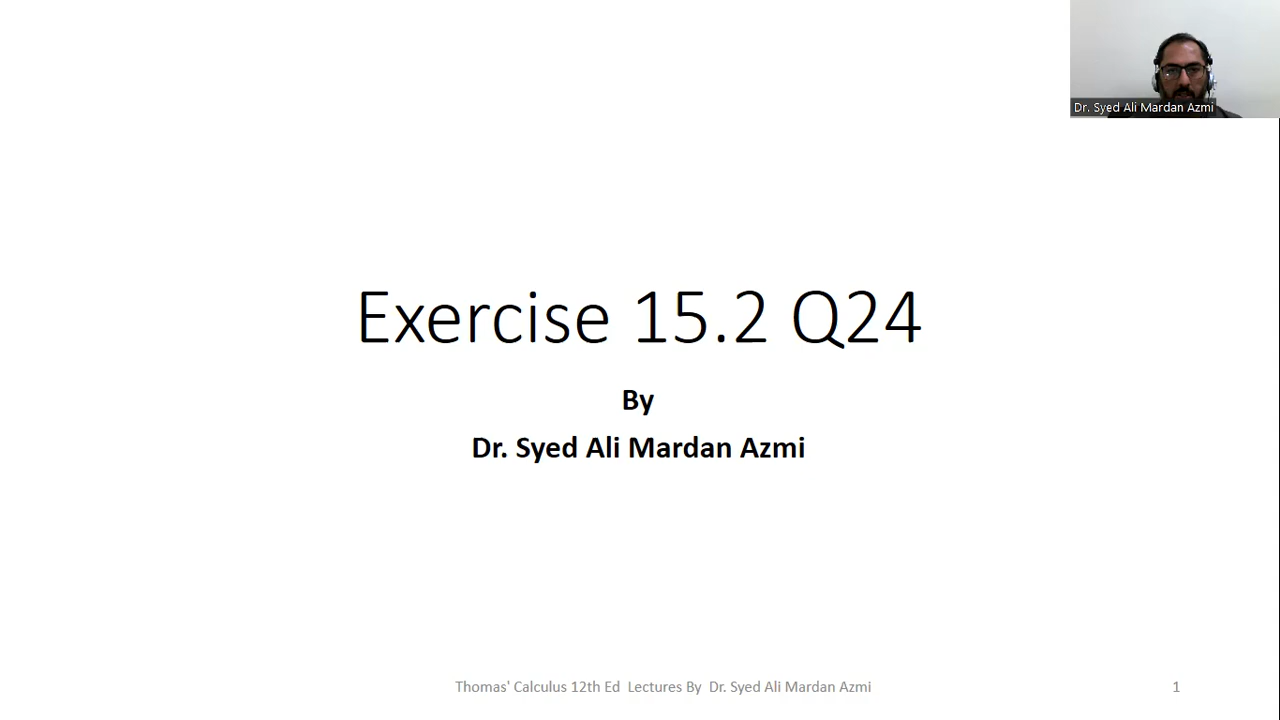 Dr. Syed Ali Mardan Azmi
Exercise 15.2 Q24
By
Dr. Syed Ali Mardan Azmi
Thomas' Calculus 12th Ed Lectures By Dr. Syed Ali Mardan Azmi
1